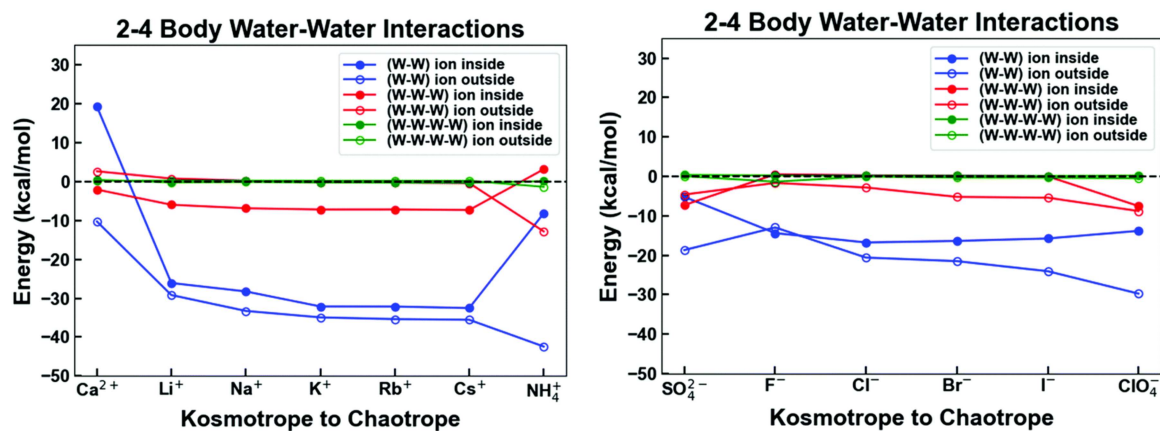 2-4 Body Water-Water Interactions
30
20
10
0
−10
−20
−30
−40
−50
Energy (kcal/mol)
(W-W) ion inside
(W-W) ion outside
(W-W-W) ion inside
(W-W-W) ion outside
(W-W-W-W) ion inside
(W-W-W-W) ion outside
Ca²⁺ Li⁺ Na⁺ K⁺ Rb⁺ Cs⁺ NH₄⁺
Kosmotrope to Chaotrope
2-4 Body Water-Water Interactions
30
20
10
0
−10
−20
−30
−40
−50
Energy (kcal/mol)
(W-W) ion inside
(W-W) ion outside
(W-W-W) ion inside
(W-W-W) ion outside
(W-W-W-W) ion inside
(W-W-W-W) ion outside
SO₄²⁻ F⁻ Cl⁻ Br⁻ I⁻ ClO₄⁻
Kosmotrope to Chaotrope